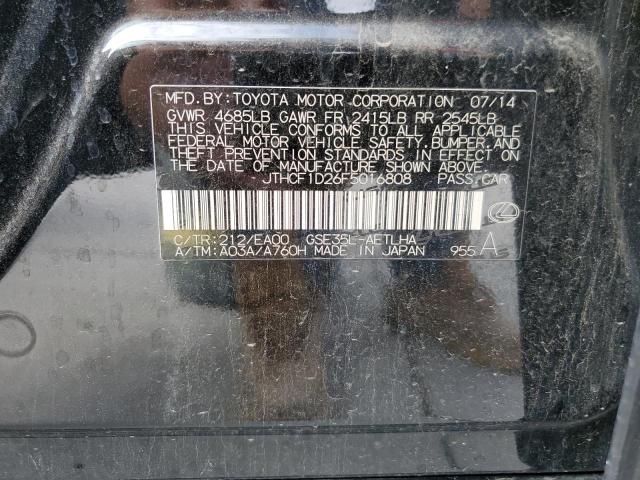 MFD. BY: TOYOTA MOTOR CORPORATION 07/14
GVWR 4685LB GAWR FR 2415LB RR 2545LB
THIS VEHICLE CONFORMS TO ALL APPLICABLE
FEDERAL MOTOR VEHICLE SAFETY, BUMPER, AND
THEFT PREVENTION STANDARDS IN EFFECT ON
THE DATE OF MANUFACTURE SHOWN ABOVE.
JTHCF1D26F5016808 PASS. CAR
C/TR: 212/EA00 GSE35L-AETLHA
A/TM: A03A/A760H MADE IN JAPAN 955 A